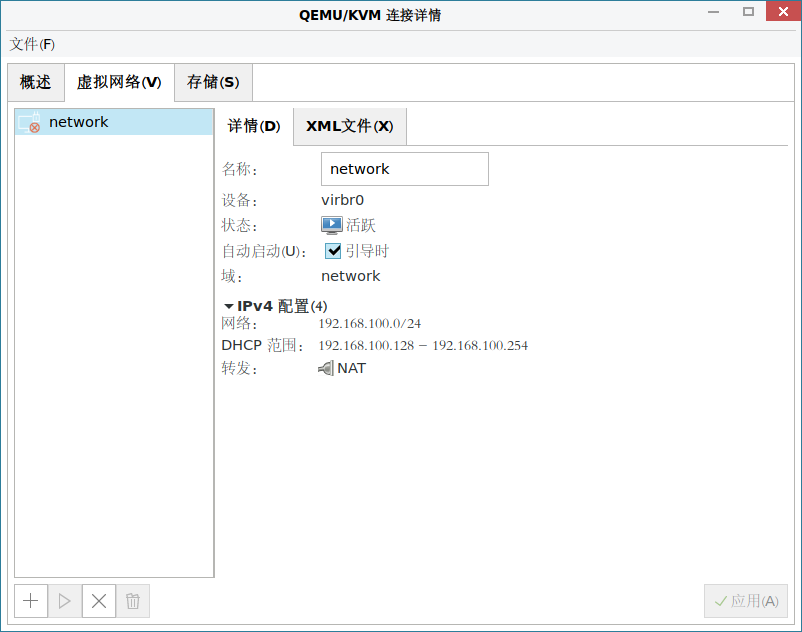 QEMU/KVM 连接详情
文件(F)
概述 虚拟网络(V) 存储(S)
network
详情(D) XML文件(X)
名称： network
设备： virbr0
状态： 活跃
自动启动(U)： 引导时
域： network
IPv4 配置(4)
网络： 192.168.100.0/24
DHCP 范围： 192.168.100.128 – 192.168.100.254
转发： NAT
应用(A)